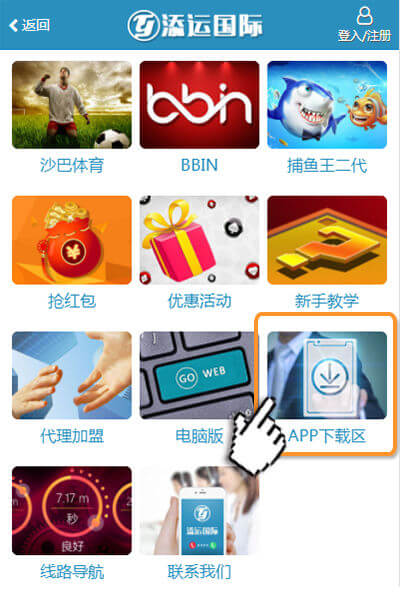 返回
添运国际
登入/注册
bbin
沙巴体育
BBIN
捕鱼王二代
¥
抢红包
优惠活动
新手教学
GO WEB
代理加盟
电脑版
APP下载区
7.17 m
秒
良好
添运国际
线路导航
联系我们